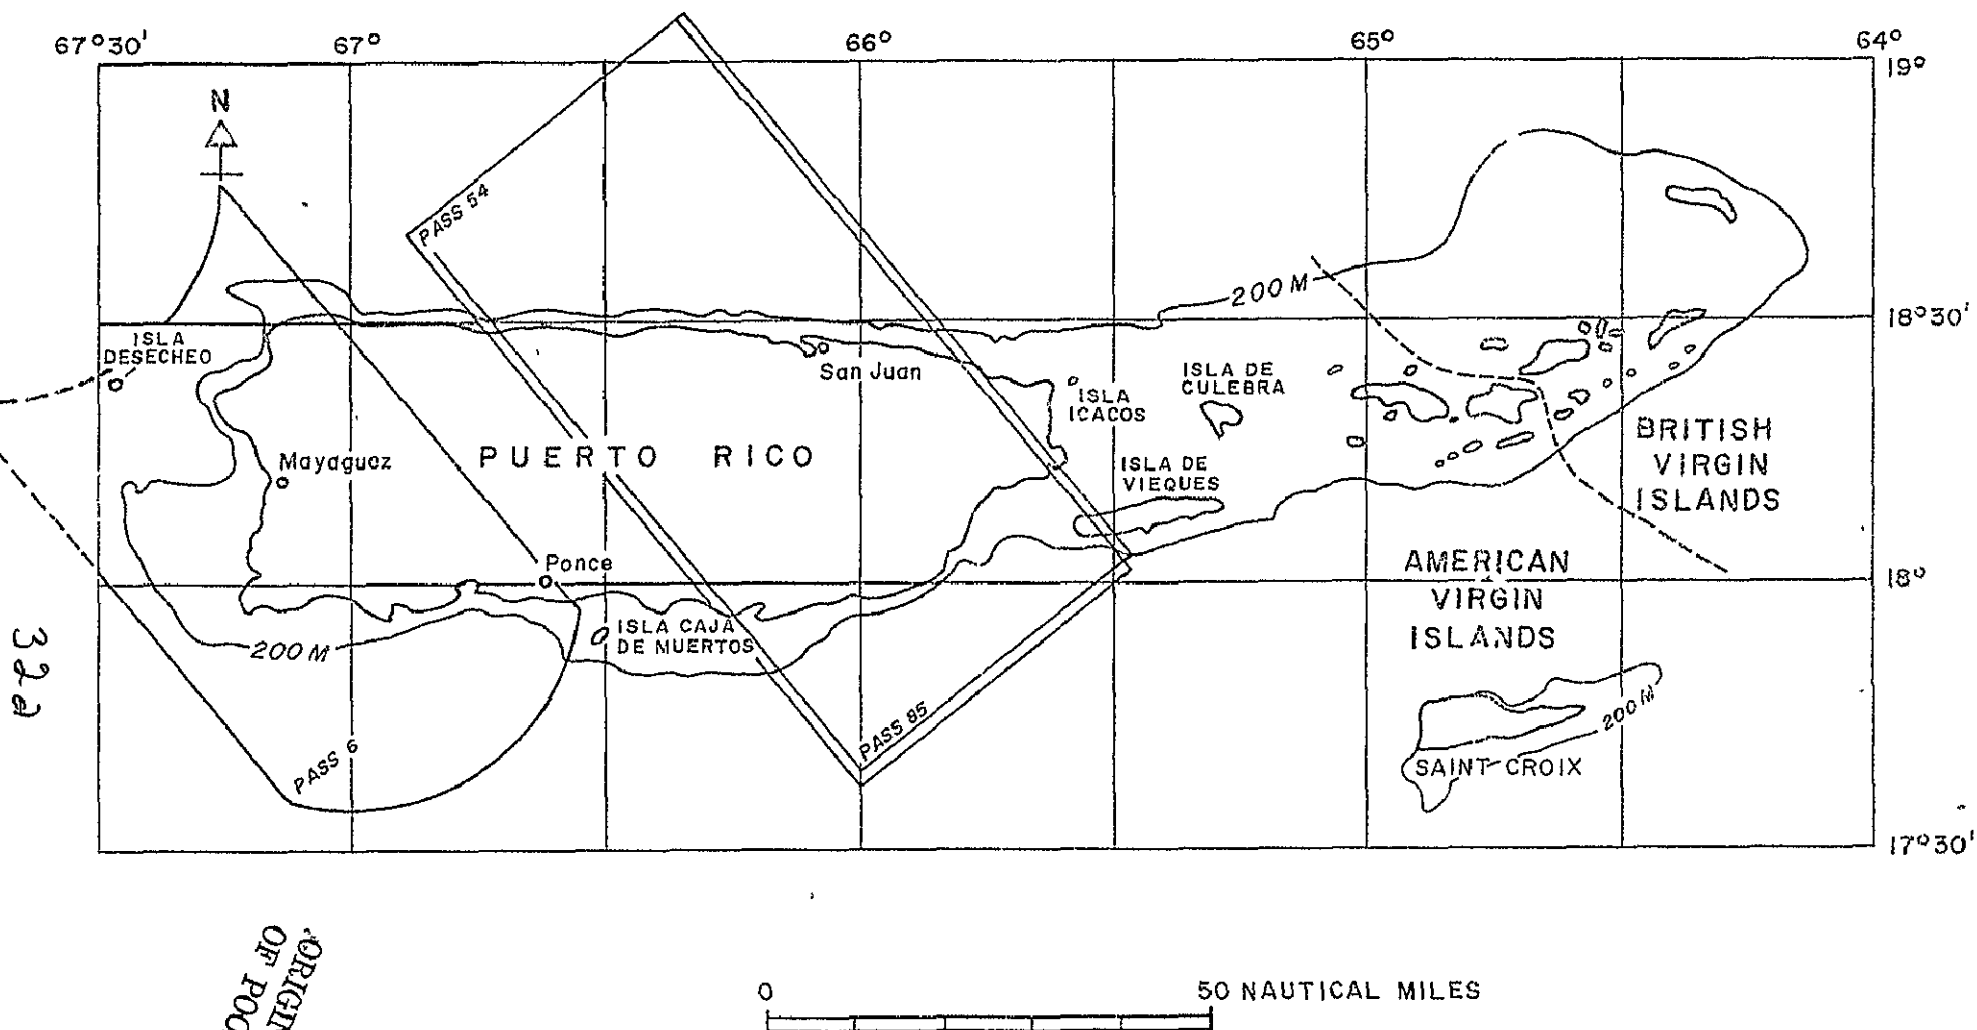 67°30'
67°
66°
65°
64°
19°
N
PASS 54
200 M
18°30'
ISLA
DESECHEO
San Juan
ISLA
ICACOS
ISLA DE
CULEBRA
Mayaguez
PUERTO RICO
ISLA DE
VIEQUES
BRITISH
VIRGIN
ISLANDS
Ponce
AMERICAN
VIRGIN
ISLANDS
18°
ISLA CAJA
DE MUERTOS
200 M
200 M
PASS 85
PASS 6
SAINT CROIX
17°30'
32a
OF
0
50 NAUTICAL MILES